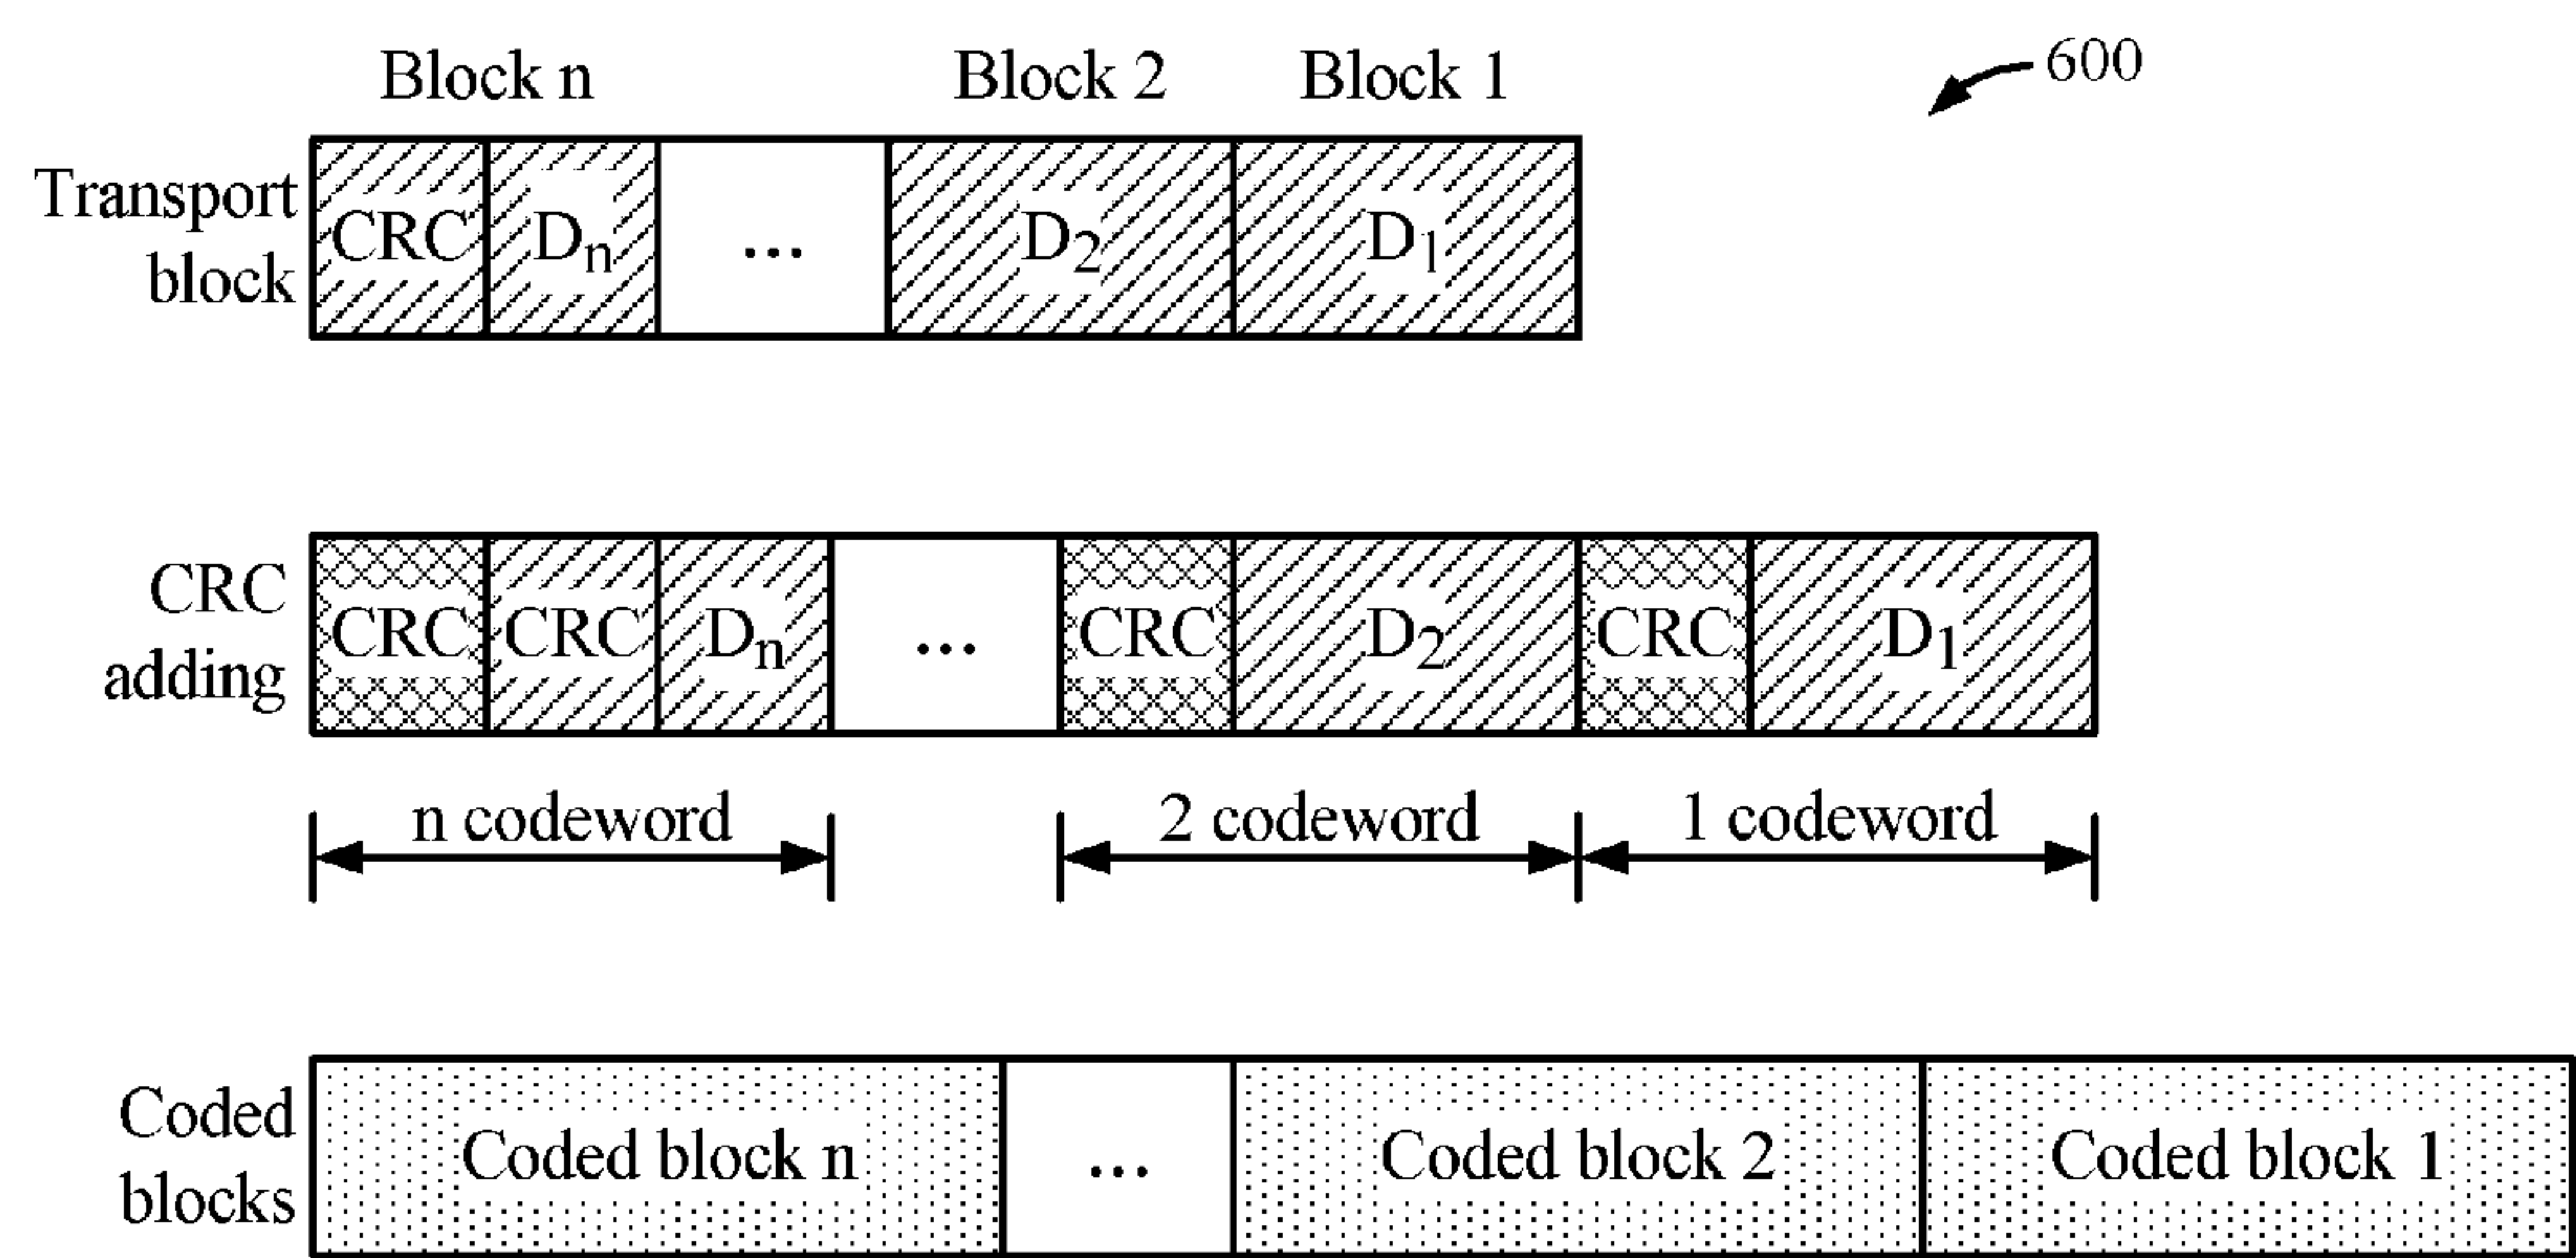 Block n Block 2 Block 1 600
Transport
block
CRC Dn ... D2 D1
CRC
adding
CRC CRC Dn ... CRC D2 CRC D1
n codeword 2 codeword 1 codeword
Coded
blocks
Coded block n ... Coded block 2 Coded block 1